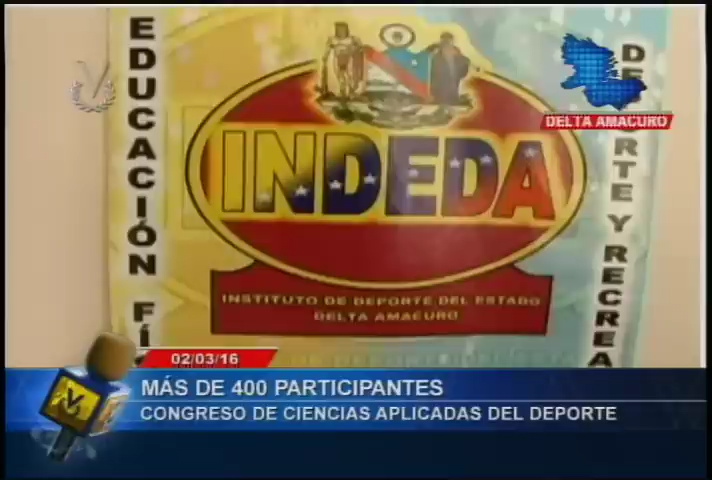 EDUCACIÓN FÍ
INDEDA
INSTITUTO DE DEPORTE DEL ESTADO
DELTA AMACURO
DELTA AMACURO
RTE Y RECREA
02/03/16
MÁS DE 400 PARTICIPANTES
CONGRESO DE CIENCIAS APLICADAS DEL DEPORTE